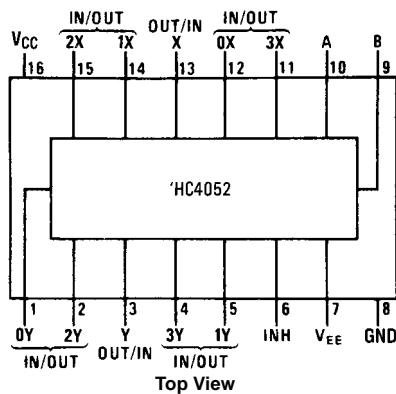 IN/OUT OUT/IN IN/OUT
VCC 2X 1X X 0X 3X A B
16 15 14 13 12 11 10 9
'HC4052
1 2 3 4 5 6 7 8
0Y 2Y Y 3Y 1Y INH VEE GND
IN/OUT OUT/IN IN/OUT
Top View